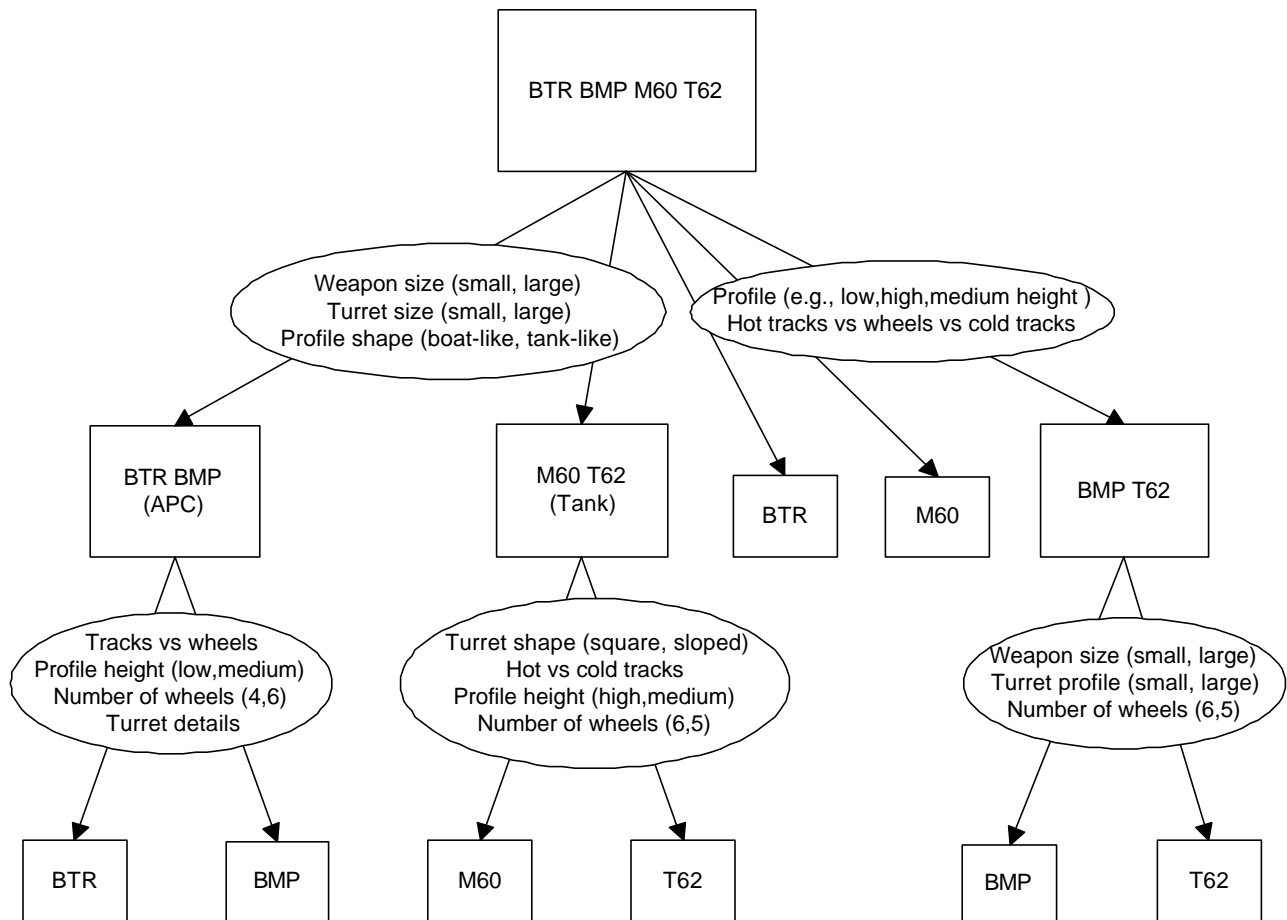 BTR BMP M60 T62
Weapon size (small, large)
Turret size (small, large)
Profile shape (boat-like, tank-like)
Profile (e.g., low,high,medium height )
Hot tracks vs wheels vs cold tracks
BTR BMP
(APC)
M60 T62
(Tank)
BTR
M60
BMP T62
Tracks vs wheels
Profile height (low,medium)
Number of wheels (4,6)
Turret details
Turret shape (square, sloped)
Hot vs cold tracks
Profile height (high,medium)
Number of wheels (6,5)
Weapon size (small, large)
Turret profile (small, large)
Number of wheels (6,5)
BTR
BMP
M60
T62
BMP
T62